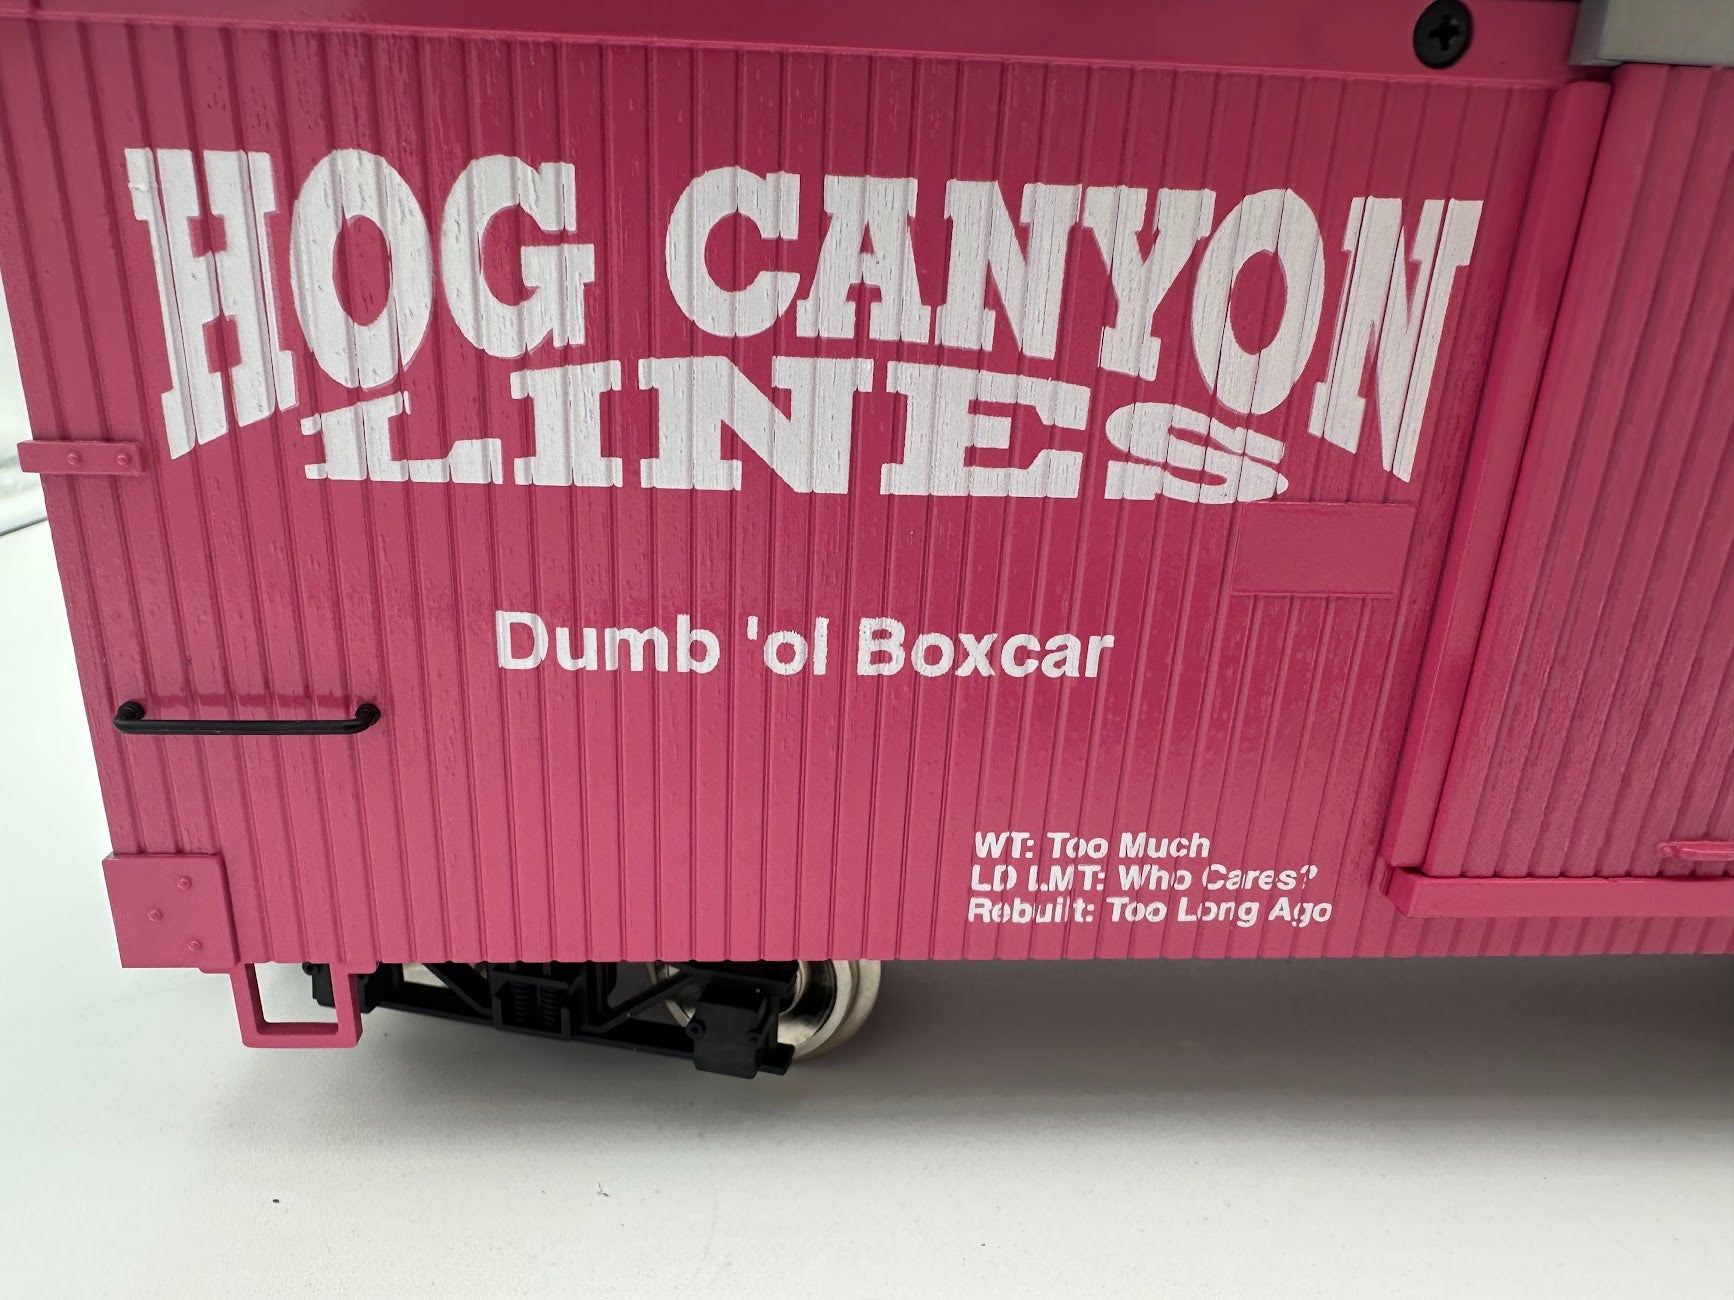 HOG CANYON
LINES
Dumb 'ol Boxcar
WT: Too Much
LD LMT: Who Cares?
Rebuilt: Too Long Ago